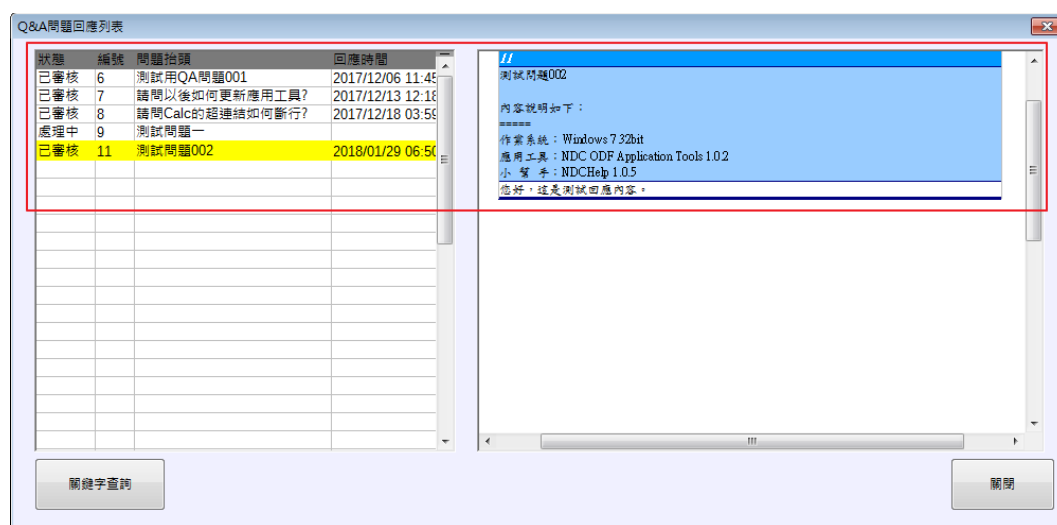 Q&A問題回應列表
狀態 編號 問題抬頭 回應時間
已審核 6 測試用QA問題001 2017/12/06 11:45
已審核 7 請問以後如何更新應用工具? 2017/12/13 12:18
已審核 8 請問Calc的超連結如何斷行? 2017/12/18 03:59
處理中 9 測試問題一
已審核 11 測試問題002 2018/01/29 06:50
11
測試問題002
內容說明如下：
=====
作業系統：Windows 7 32bit
應用工具：NDC ODF Application Tools 1.0.2
小 幫 手：NDCHelp 1.0.5
您好，這是測試回應內容。
關鍵字查詢
關閉